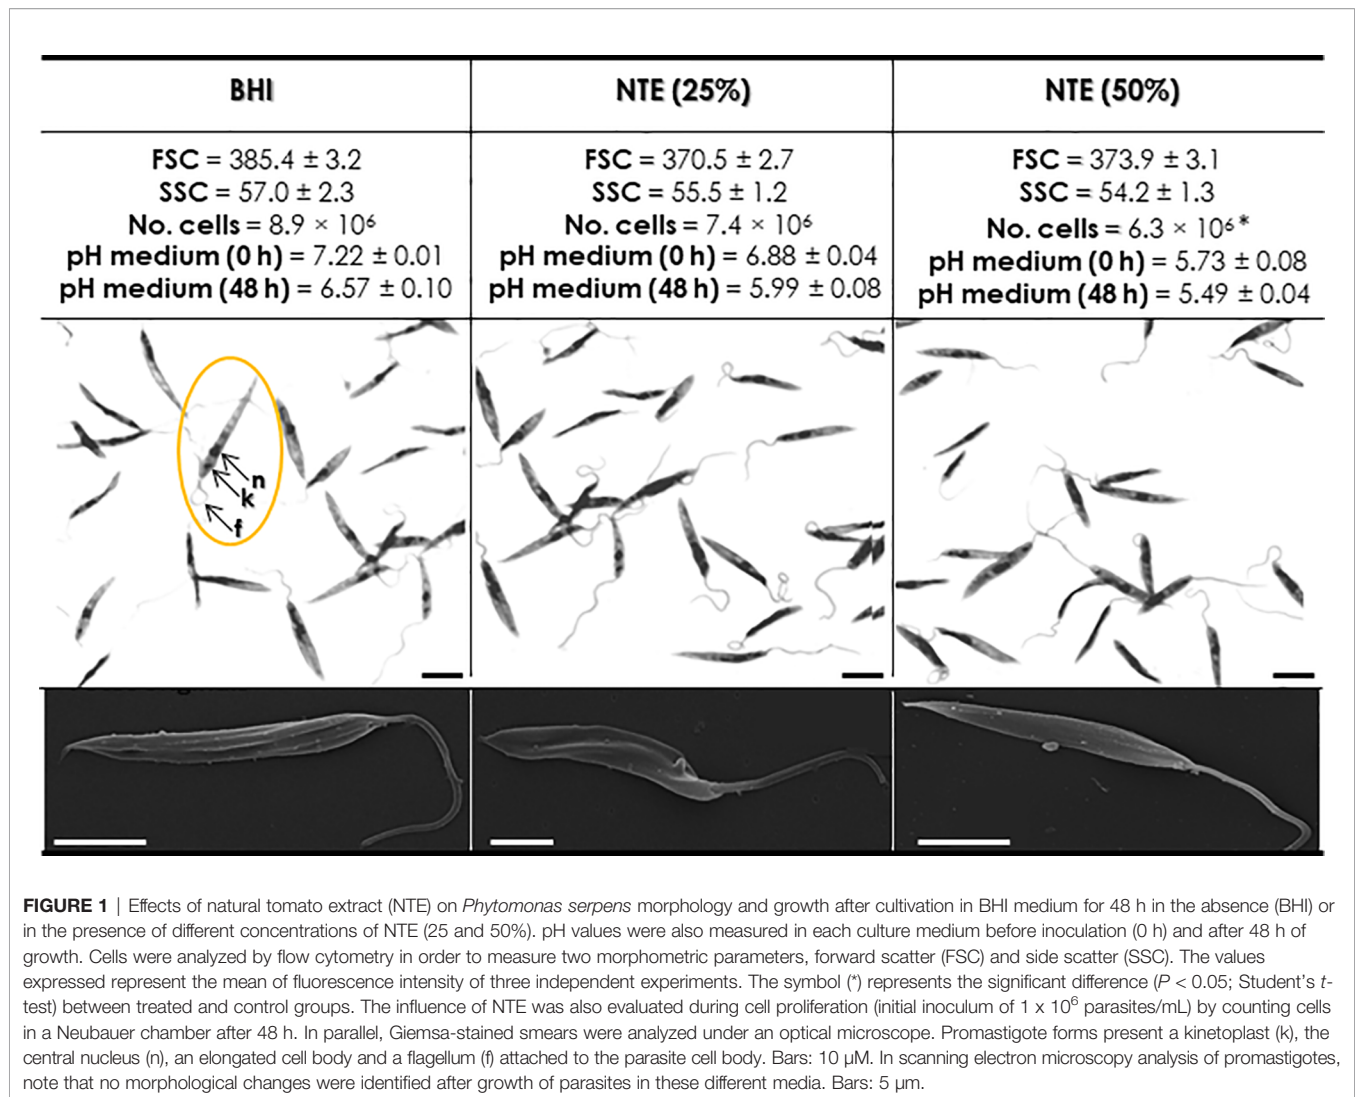 BHI
NTE (25%)
NTE (50%)
FSC = 385.4 ± 3.2
SSC = 57.0 ± 2.3
No. cells = 8.9 × 10⁶
pH medium (0 h) = 7.22 ± 0.01
pH medium (48 h) = 6.57 ± 0.10
FSC = 370.5 ± 2.7
SSC = 55.5 ± 1.2
No. cells = 7.4 × 10⁶
pH medium (0 h) = 6.88 ± 0.04
pH medium (48 h) = 5.99 ± 0.08
FSC = 373.9 ± 3.1
SSC = 54.2 ± 1.3
No. cells = 6.3 × 10⁶*
pH medium (0 h) = 5.73 ± 0.08
pH medium (48 h) = 5.49 ± 0.04
n
k
f
FIGURE 1 | Effects of natural tomato extract (NTE) on Phytomonas serpens morphology and growth after cultivation in BHI medium for 48 h in the absence (BHI) or
in the presence of different concentrations of NTE (25 and 50%). pH values were also measured in each culture medium before inoculation (0 h) and after 48 h of
growth. Cells were analyzed by flow cytometry in order to measure two morphometric parameters, forward scatter (FSC) and side scatter (SSC). The values
expressed represent the mean of fluorescence intensity of three independent experiments. The symbol (*) represents the significant difference (P < 0.05; Student's t-
test) between treated and control groups. The influence of NTE was also evaluated during cell proliferation (initial inoculum of 1 x 10⁶ parasites/mL) by counting cells
in a Neubauer chamber after 48 h. In parallel, Giemsa-stained smears were analyzed under an optical microscope. Promastigote forms present a kinetoplast (k), the
central nucleus (n), an elongated cell body and a flagellum (f) attached to the parasite cell body. Bars: 10 µM. In scanning electron microscopy analysis of promastigotes,
note that no morphological changes were identified after growth of parasites in these different media. Bars: 5 µm.